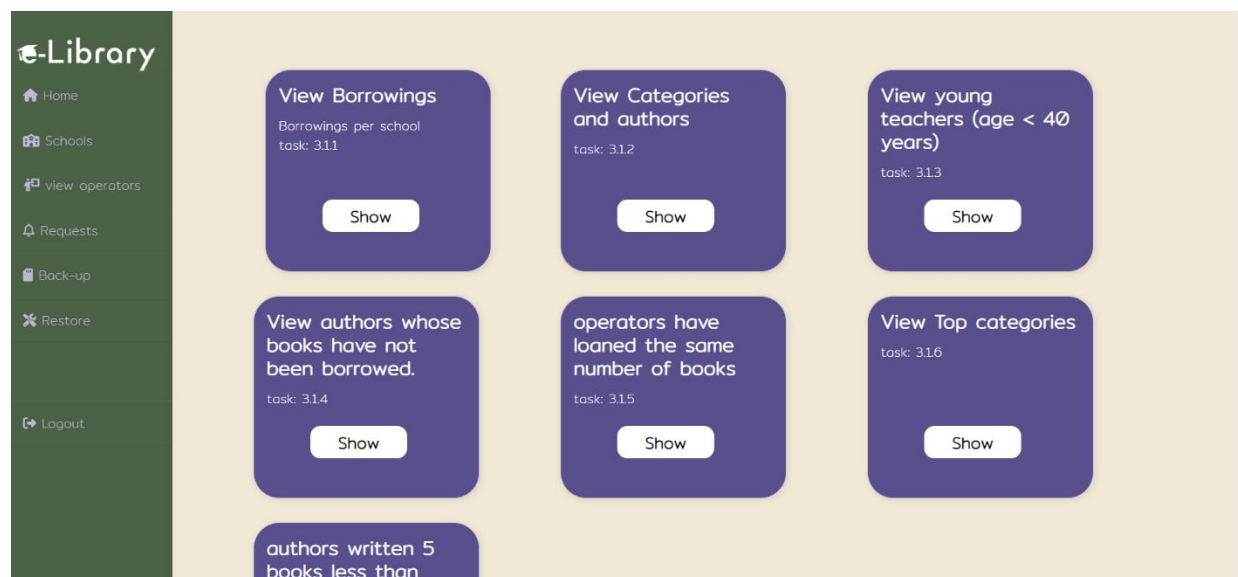 e-Library
Home
Schools
view operators
Requests
Back-up
Restore
Logout
View Borrowings
Borrowings per school
task: 3.1.1
Show
View Categories
and authors
task: 3.1.2
Show
View young
teachers (age < 40
years)
task: 3.1.3
Show
View authors whose
books have not
been borrowed.
task: 3.1.4
Show
operators have
loaned the same
number of books
task: 3.1.5
Show
View Top categories
task: 3.1.6
Show
authors written 5
books less than